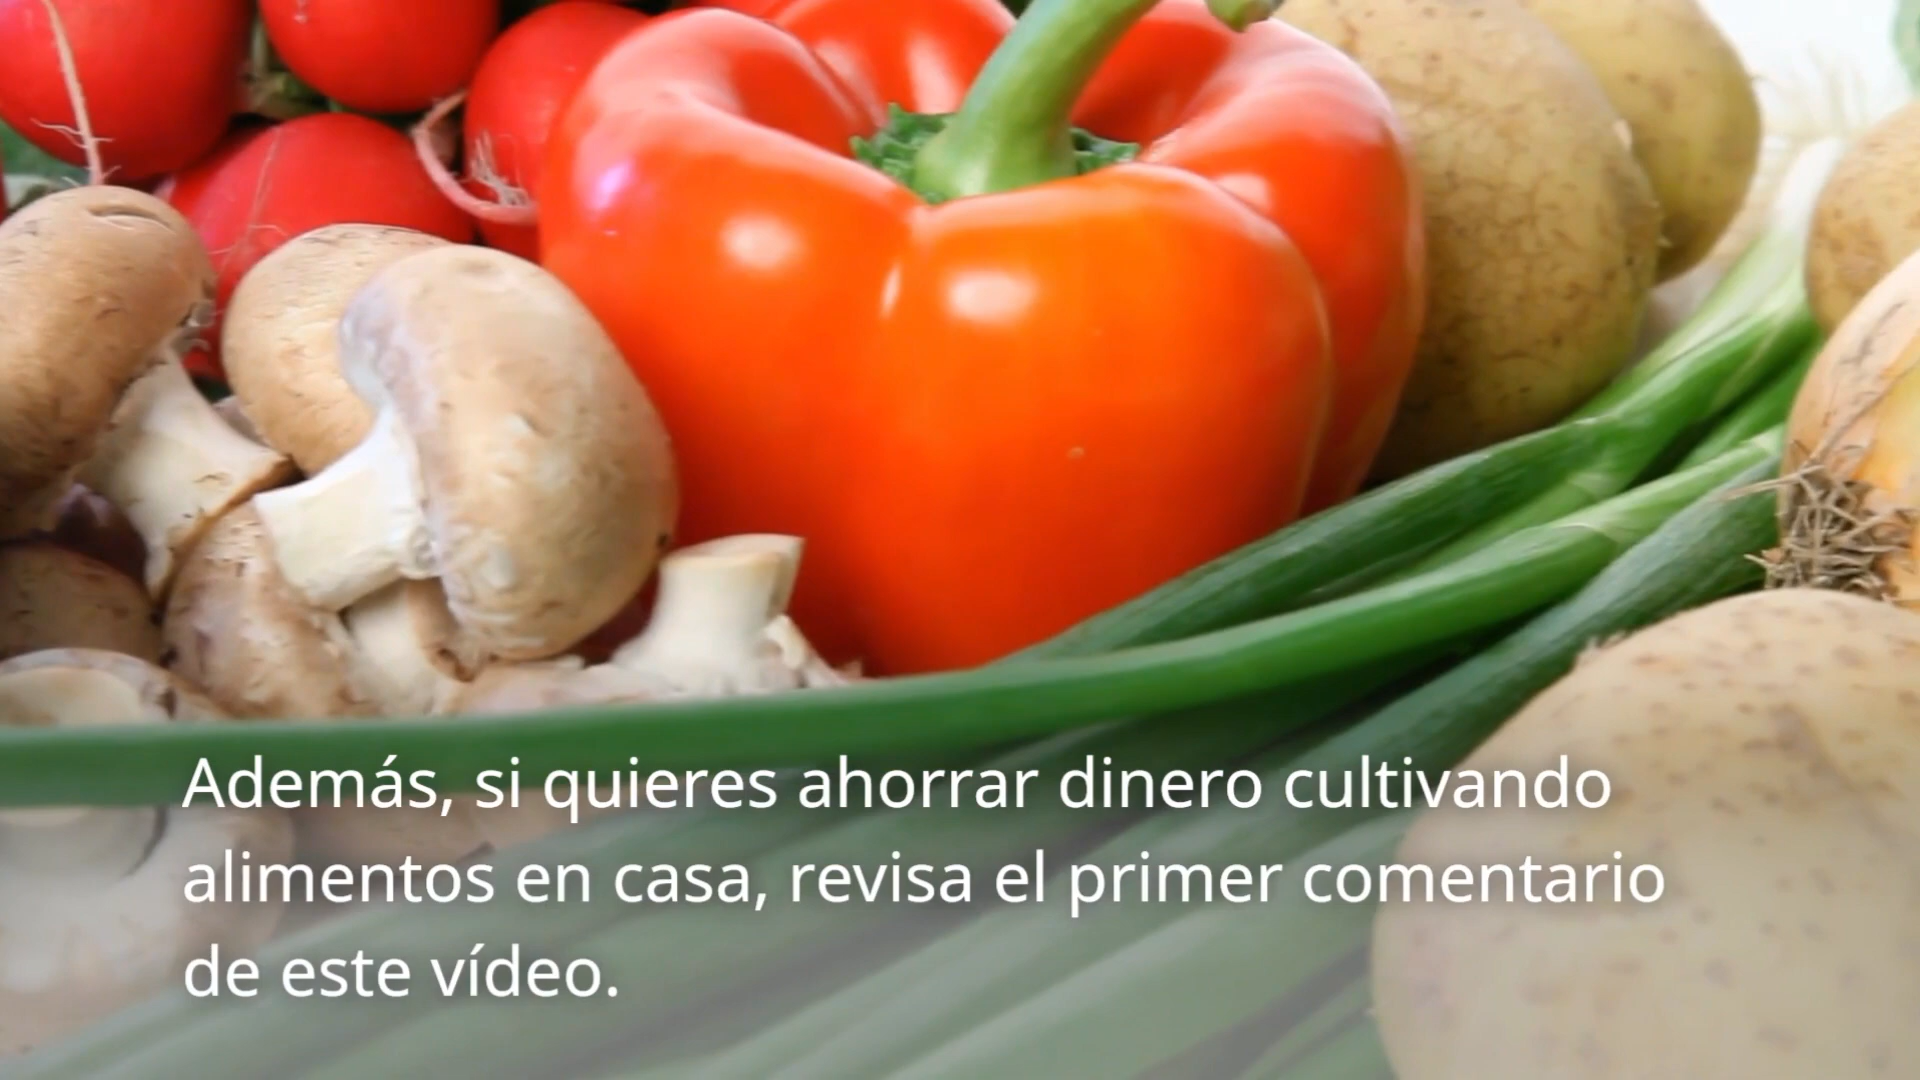 Además, si quieres ahorrar dinero cultivando
alimentos en casa, revisa el primer comentario
de este vídeo.